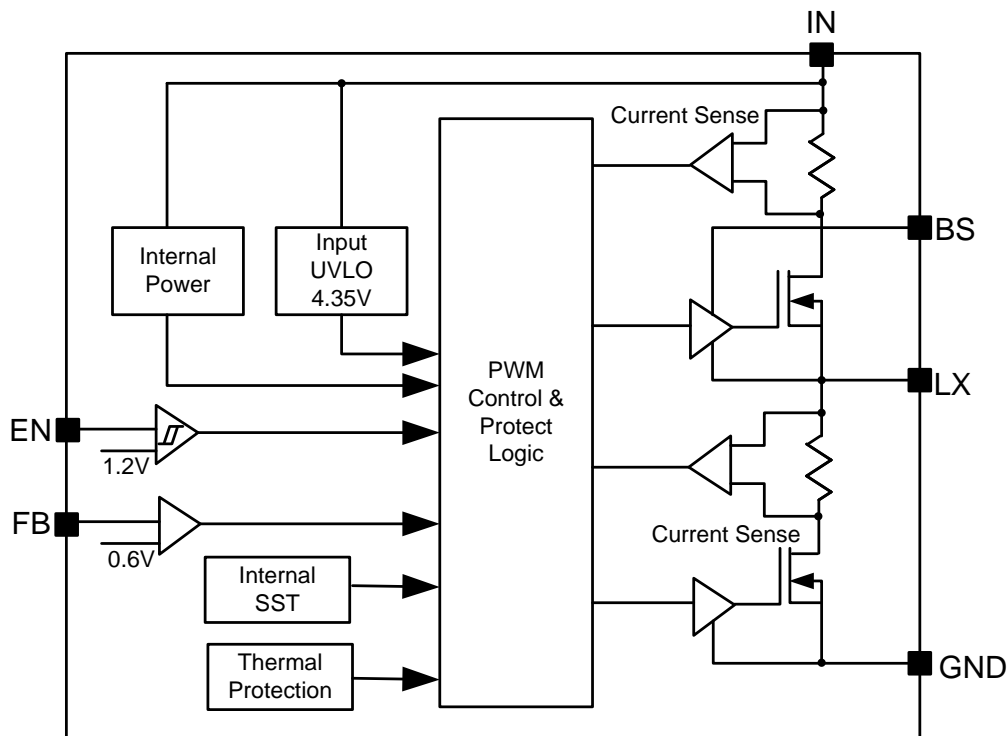 IN
Current Sense
BS
Internal
Power
Input
UVLO
4.35V
PWM
Control &
Protect
Logic
LX
EN
1.2V
FB
0.6V
Current Sense
Internal
SST
Thermal
Protection
GND